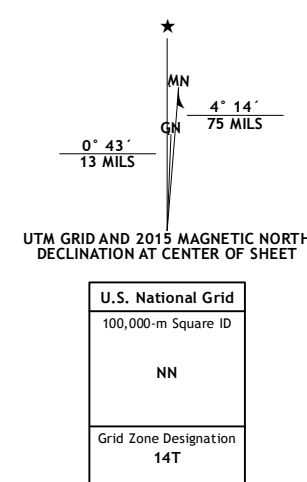 MN
GN
4° 14´
75 MILS
0° 43´
13 MILS
UTM GRID AND 2015 MAGNETIC NORTH
DECLINATION AT CENTER OF SHEET
U.S. National Grid
100,000-m Square ID
NN
Grid Zone Designation
14T